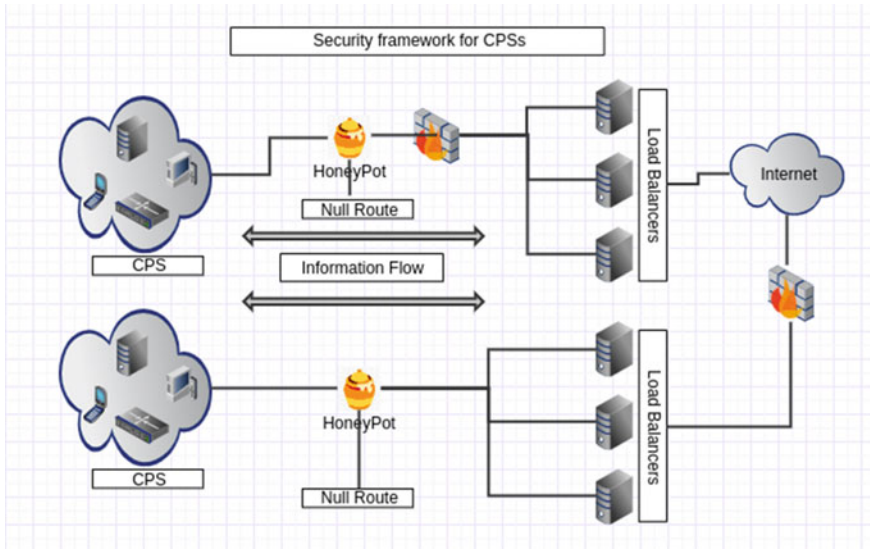 Security framework for CPSs
HoneyPot
Null Route
CPS
Load Balancers
Internet
Information Flow
HoneyPot
Null Route
CPS
Load Balancers